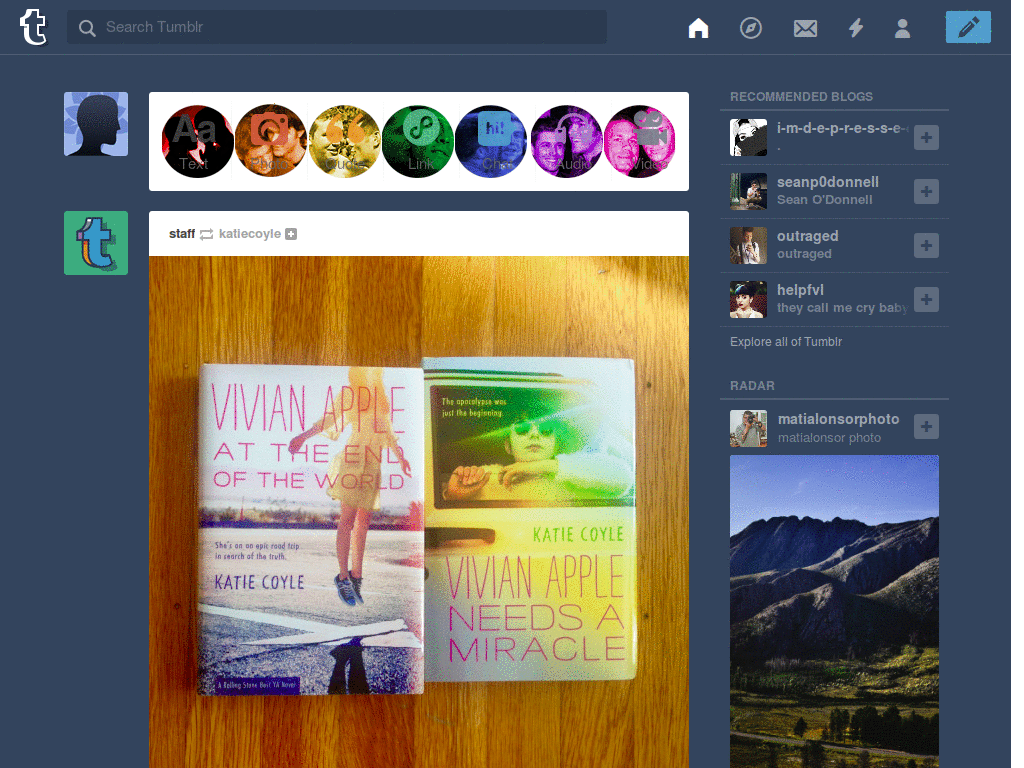 Search Tumblr
Aa
hi!
Text
Photo
Quote
Link
Chat
Audio
Video
staff katiecoyle
VIVIAN APPLE
AT THE END
OF THE WORLD
She's on an epic road trip
in search of the truth.
KATIE COYLE
A Rolling Stone Best YA Novel
The apocalypse was
just the beginning.
KATIE COYLE
VIVIAN APPLE
NEEDS A
MIRACLE
RECOMMENDED BLOGS
i-m-d-e-p-r-e-s-s-e-
.
seanp0donnell
Sean O'Donnell
outraged
outraged
helpfvl
they call me cry baby
Explore all of Tumblr
RADAR
matialonsorphoto
matialonsor photo